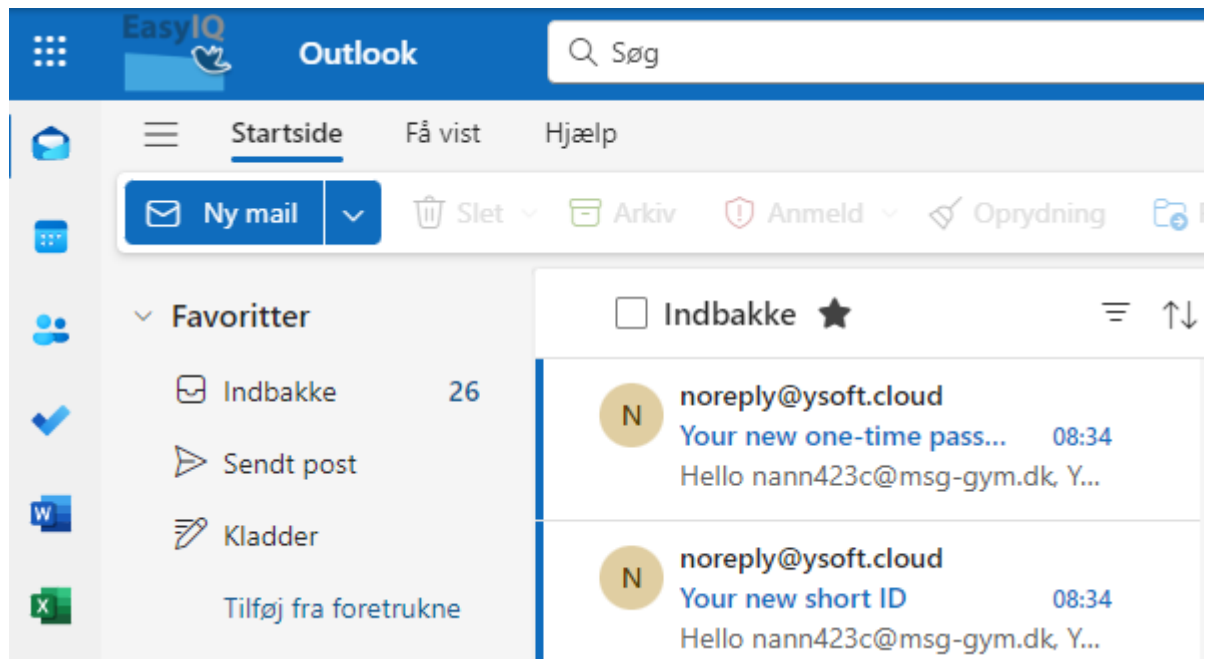 EasyIQ
Outlook
Søg
Startside Få vist Hjælp
Ny mail Slet Arkiv Anmeld Oprydning
Favoritter
Indbakke 26
Sendt post
Kladder
Tilføj fra foretrukne
Indbakke
N
noreply@ysoft.cloud
Your new one-time pass... 08:34
Hello nann423c@msg-gym.dk, Y...
N
noreply@ysoft.cloud
Your new short ID 08:34
Hello nann423c@msg-gym.dk, Y...
W
X